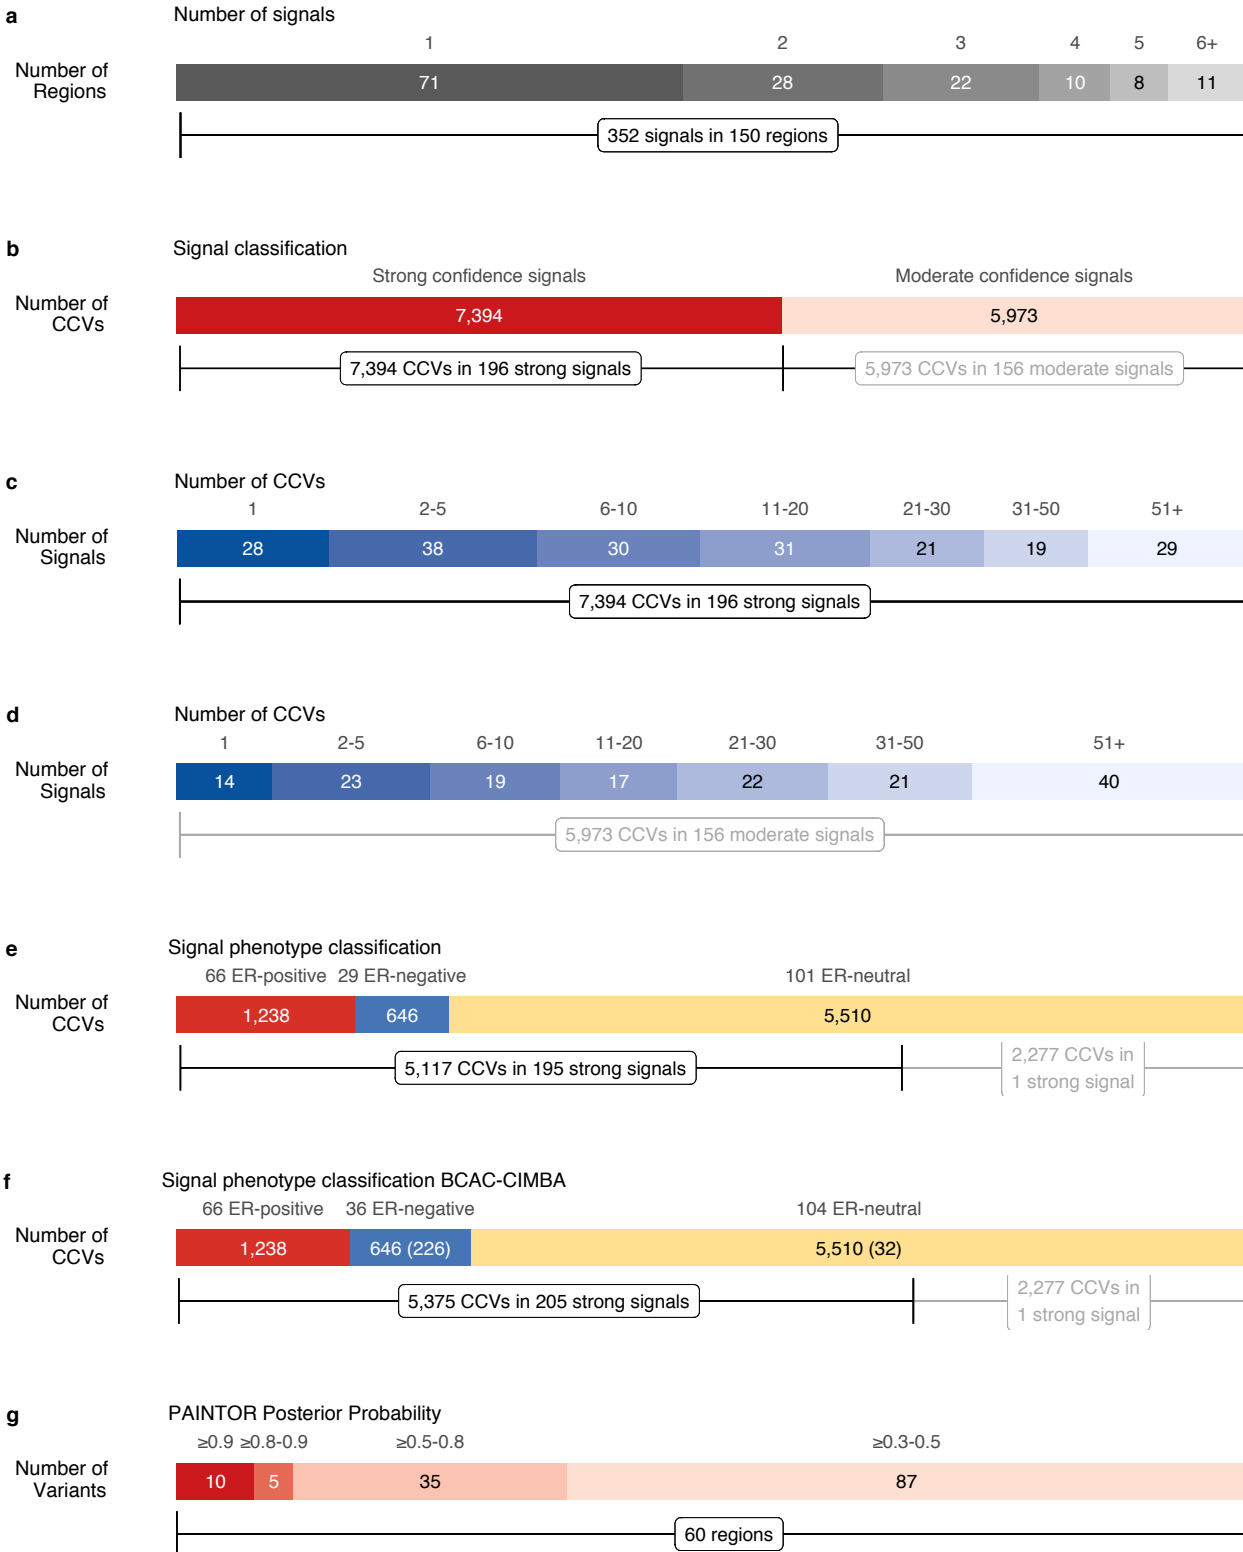 a
Number of signals
1 2 3 4 5 6+
Number of
Regions
71 28 22 10 8 11
352 signals in 150 regions
b
Signal classification
Strong confidence signals Moderate confidence signals
Number of
CCVs
7,394 5,973
7,394 CCVs in 196 strong signals 5,973 CCVs in 156 moderate signals
c
Number of CCVs
1 2-5 6-10 11-20 21-30 31-50 51+
Number of
Signals
28 38 30 31 21 19 29
7,394 CCVs in 196 strong signals
d
Number of CCVs
1 2-5 6-10 11-20 21-30 31-50 51+
Number of
Signals
14 23 19 17 22 21 40
5,973 CCVs in 156 moderate signals
e
Signal phenotype classification
66 ER-positive 29 ER-negative 101 ER-neutral
Number of
CCVs
1,238 646 5,510
5,117 CCVs in 195 strong signals
2,277 CCVs in
1 strong signal
f
Signal phenotype classification BCAC-CIMBA
66 ER-positive 36 ER-negative 104 ER-neutral
Number of
CCVs
1,238 646 (226) 5,510 (32)
5,375 CCVs in 205 strong signals
2,277 CCVs in
1 strong signal
g
PAINTOR Posterior Probability
≥0.9 ≥0.8-0.9 ≥0.5-0.8 ≥0.3-0.5
Number of
Variants
10 5 35 87
60 regions